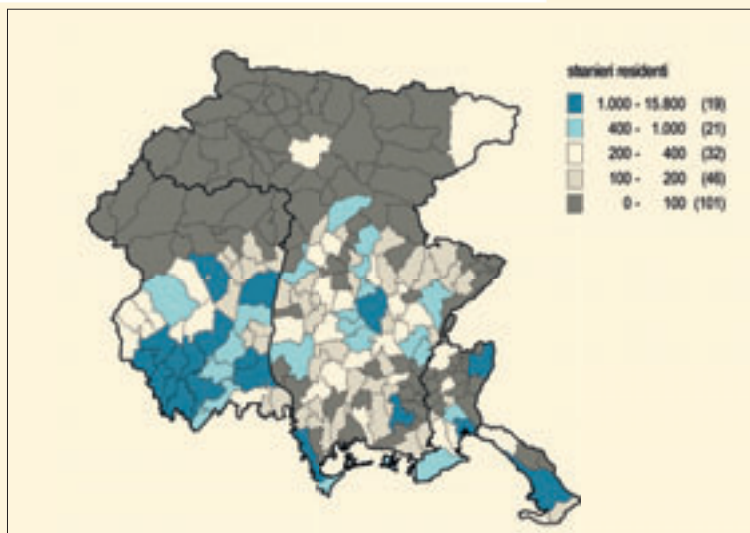 stranieri residenti
1.000 - 15.800 (19)
400 - 1.000 (21)
200 - 400 (32)
100 - 200 (46)
0 - 100 (101)